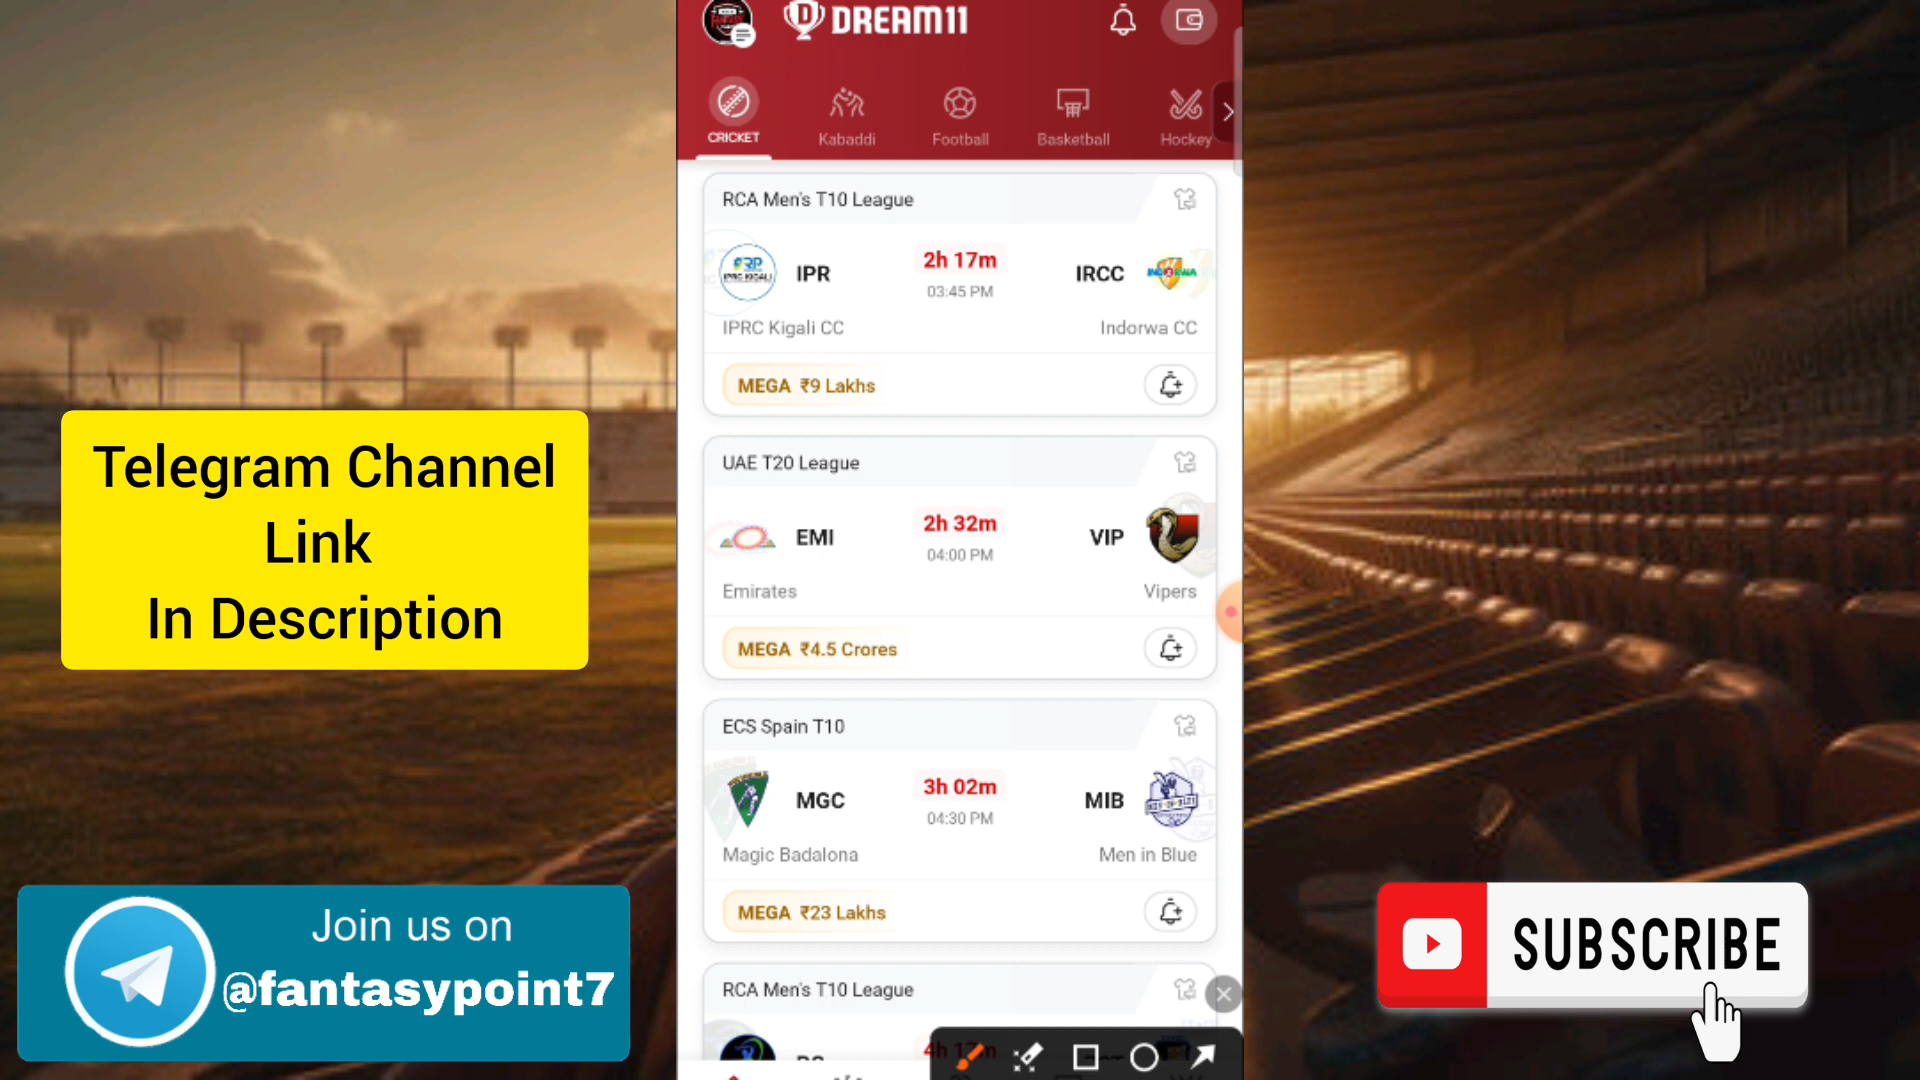 DREAM11
CRICKET
Kabaddi
Football
Basketball
Hockey
RCA Men's T10 League
IPR
2h 17m
03:45 PM
IRCC
IPRC Kigali CC
Indorwa CC
MEGA ₹9 Lakhs
UAE T20 League
EMI
2h 32m
04:00 PM
VIP
Emirates
Vipers
MEGA ₹4.5 Crores
ECS Spain T10
MGC
3h 02m
04:30 PM
MIB
Magic Badalona
Men in Blue
MEGA ₹23 Lakhs
RCA Men's T10 League
Telegram Channel
Link
In Description
Join us on
@fantasypoint7
SUBSCRIBE